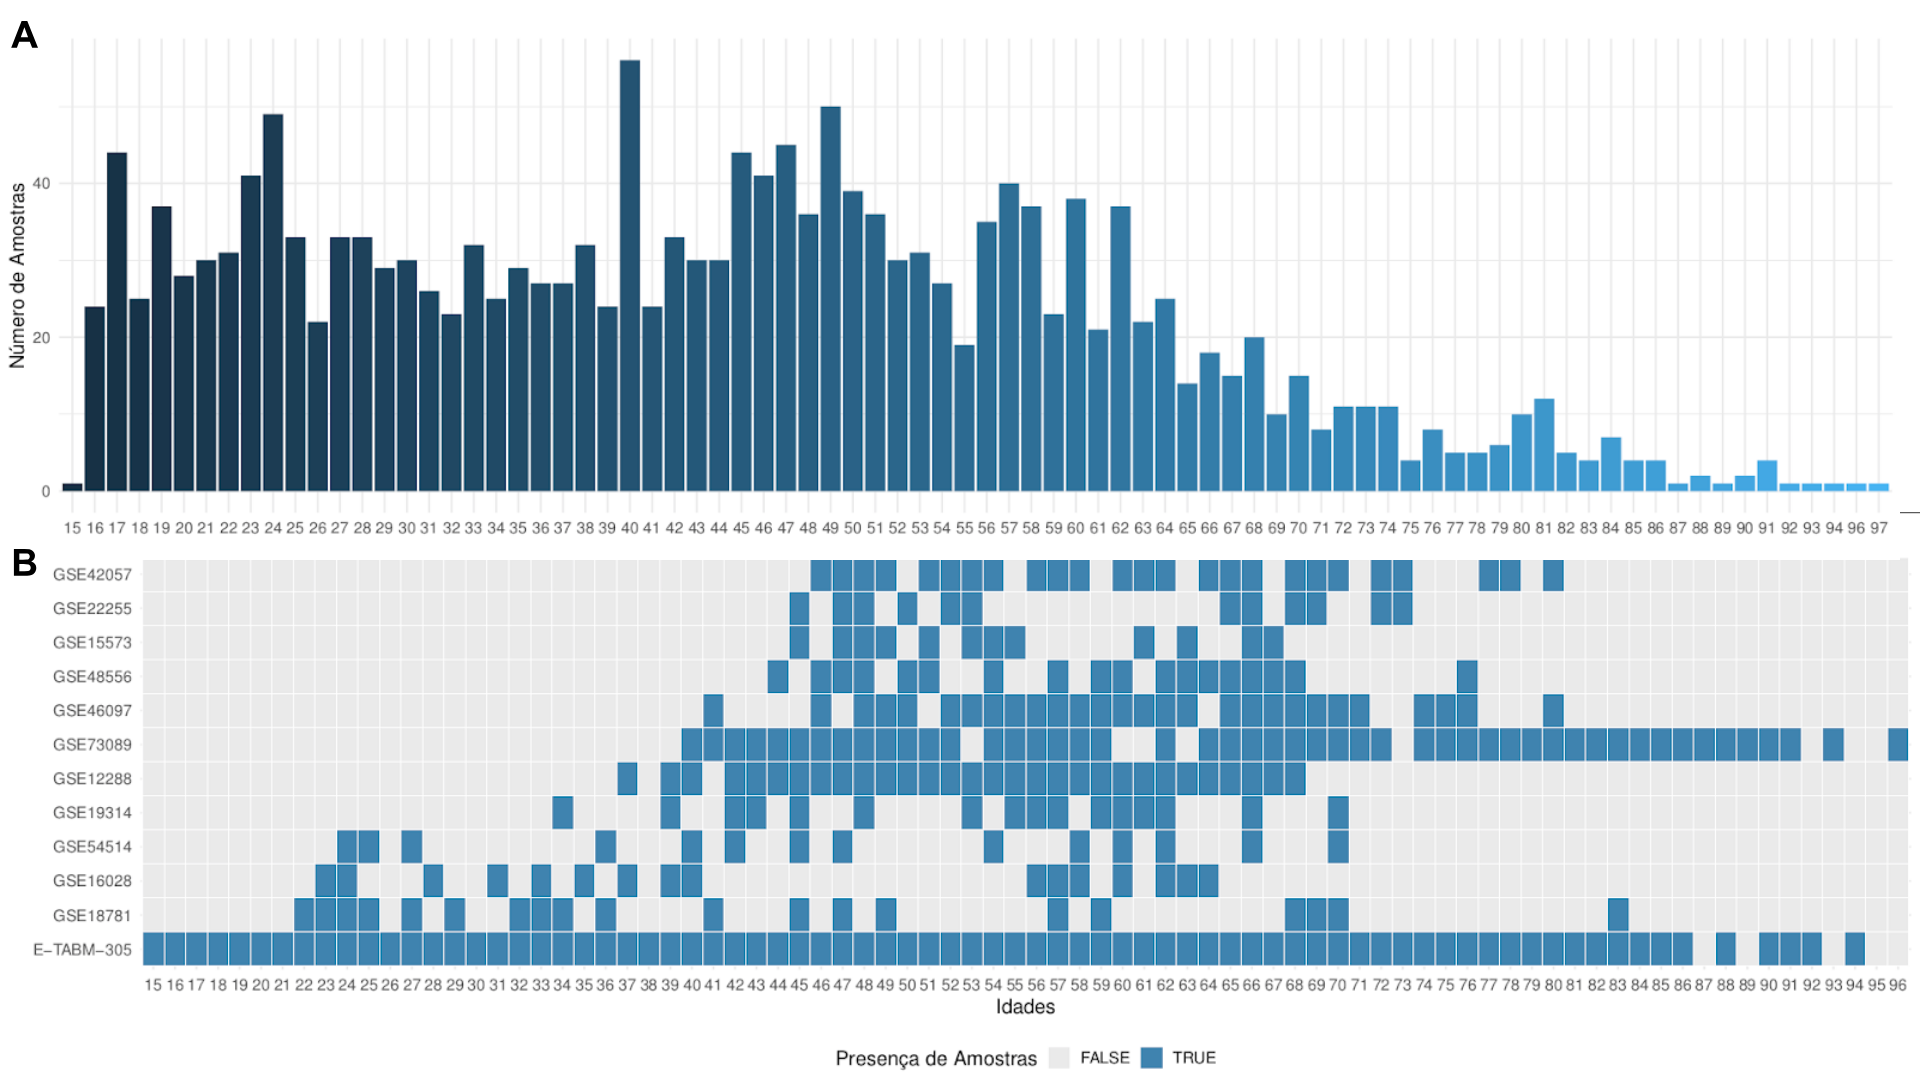 A
Número de Amostras
40
20
0
15 16 17 18 19 20 21 22 23 24 25 26 27 28 29 30 31 32 33 34 35 36 37 38 39 40 41 42 43 44 45 46 47 48 49 50 51 52 53 54 55 56 57 58 59 60 61 62 63 64 65 66 67 68 69 70 71 72 73 74 75 76 77 78 79 80 81 82 83 84 85 86 87 88 89 90 91 92 93 94 96 97
B
GSE42057
GSE22255
GSE15573
GSE48556
GSE46097
GSE73089
GSE12288
GSE19314
GSE54514
GSE16028
GSE18781
E−TABM−305
15 16 17 18 19 20 21 22 23 24 25 26 27 28 29 30 31 32 33 34 35 36 37 38 39 40 41 42 43 44 45 46 47 48 49 50 51 52 53 54 55 56 57 58 59 60 61 62 63 64 65 66 67 68 69 70 71 72 73 74 75 76 77 78 79 80 81 82 83 84 85 86 87 88 89 90 91 92 93 94 95 96
Idades
Presença de Amostras FALSE TRUE